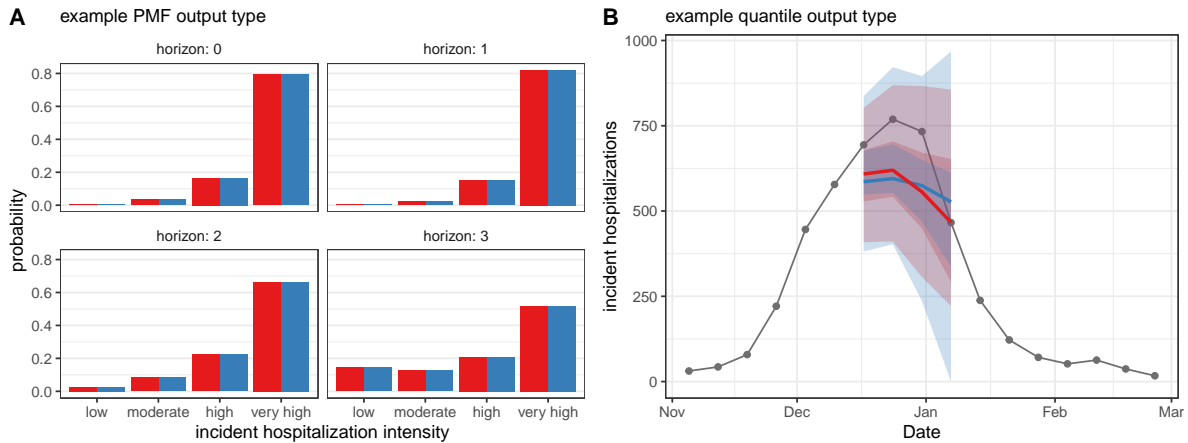 A example PMF output type
horizon: 0 horizon: 1
0.8
0.6
0.4
0.2
0.0
horizon: 2 horizon: 3
0.8
0.6
0.4
0.2
0.0
probability
low moderate high very high low moderate high very high
incident hospitalization intensity
B example quantile output type
1000
750
500
250
0
incident hospitalizations
Nov Dec Jan Feb Mar
Date